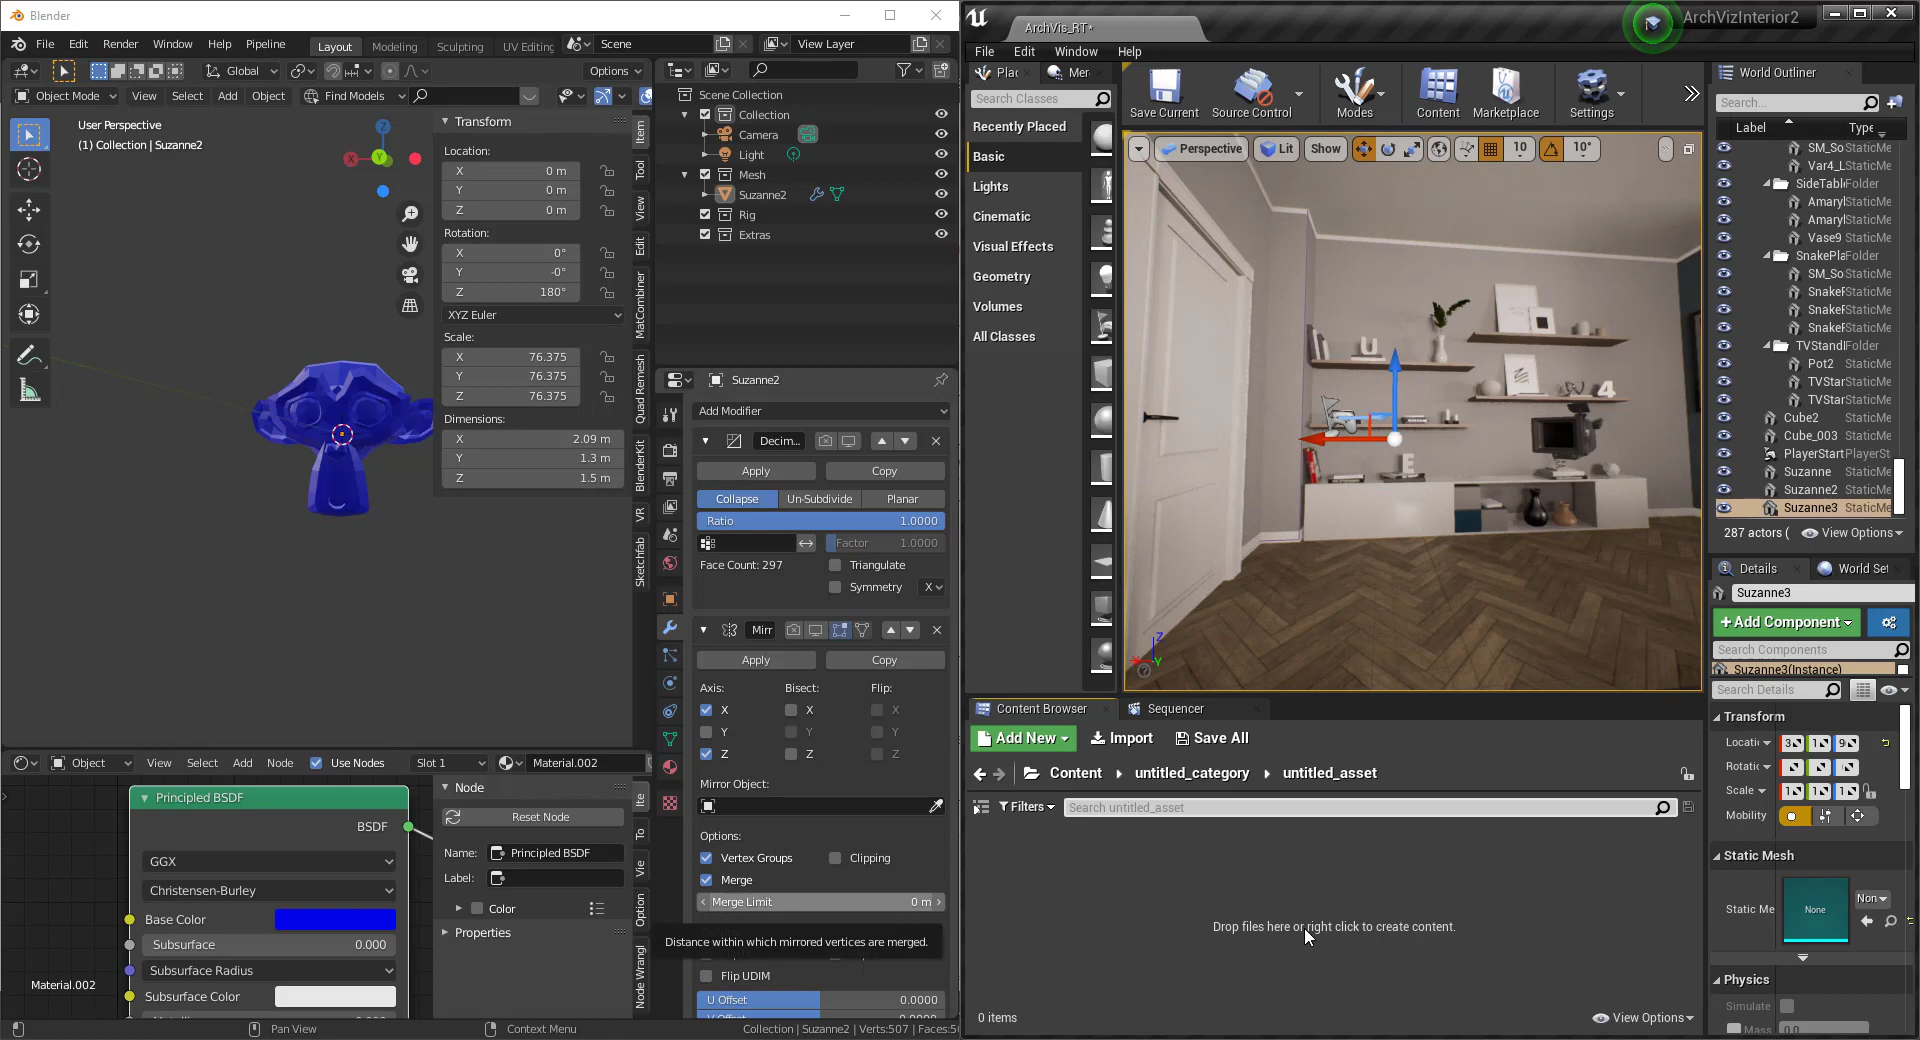 Blender
File Edit Render Window Help Pipeline
Layout Modeling Sculpting UV Editing
Scene
View Layer
Global
Options
Object Mode View Select Add Object Find Models
User Perspective
(1) Collection | Suzanne2
Transform
Location:
X 0 m
Y 0 m
Z 0 m
Rotation:
X 0°
Y -0°
Z 180°
XYZ Euler
Scale:
X 76.375
Y 76.375
Z 76.375
Dimensions:
X 2.09 m
Y 1.3 m
Z 1.5 m
Item
Tool
View
Edit
MatCombiner
Quad Remesh
BlenderKit
VR
Sketchfab
Scene Collection
Collection
Camera
Light
Mesh
Suzanne2
Rig
Extras
Suzanne2
Add Modifier
Decim...
Apply Copy
Collapse Un-Subdivide Planar
Ratio 1.0000
Factor 1.0000
Face Count: 297
Triangulate
Symmetry X
Mirr
Apply Copy
Axis: Bisect: Flip:
X X X
Y Y Y
Z Z Z
Mirror Object:
Options:
Vertex Groups Clipping
Merge
Merge Limit 0 m
Distance within which mirrored vertices are merged.
Flip UDIM
U Offset 0.0000
Object View Select Add Node Use Nodes Slot 1 Material.002
Principled BSDF
BSDF
GGX
Christensen-Burley
Base Color
Subsurface 0.000
Subsurface Radius
Subsurface Color
Material.002
Node
Reset Node
Name: Principled BSDF
Label:
Color
Properties
Ite
To
Vie
Option
Node Wrangl
Pan View
Context Menu
Collection | Suzanne2 | Verts:507 | Faces:5
ArchVis_RT*
ArchVizInterior2
File Edit Window Help
Plac Mer
Search Classes
Recently Placed
Basic
Lights
Cinematic
Visual Effects
Geometry
Volumes
All Classes
Save Current Source Control Modes Content Marketplace Settings
Perspective Lit Show 10 10°
U
4
E
Z
Y
World Outliner
Search...
Label Type
SM_So StaticMe
Var4_L StaticMe
SideTabl Folder
Amaryl StaticMe
Amaryl StaticMe
Vase9 StaticMe
SnakePla Folder
SM_So StaticMe
SnakeF StaticMe
SnakeF StaticMe
SnakeF StaticMe
TVStandI Folder
Pot2 StaticMe
TVStar StaticMe
TVStar StaticMe
Cube2 StaticMe
Cube_003 StaticMe
PlayerStart PlayerSt
Suzanne StaticMe
Suzanne2 StaticMe
Suzanne3 StaticMe
287 actors ( View Options
Details World Set
Suzanne3
+ Add Component
Search Components
Suzanne3(Instance)
Search Details
Transform
Locati 3 1 9
Rotatic
Scale 1 1 1
Mobility
Static Mesh
Static Me None Non
Physics
Simulate
Mass 0.0
Content Browser Sequencer
Add New Import Save All
Content untitled_category untitled_asset
Filters Search untitled_asset
Drop files here or right click to create content.
0 items
View Options